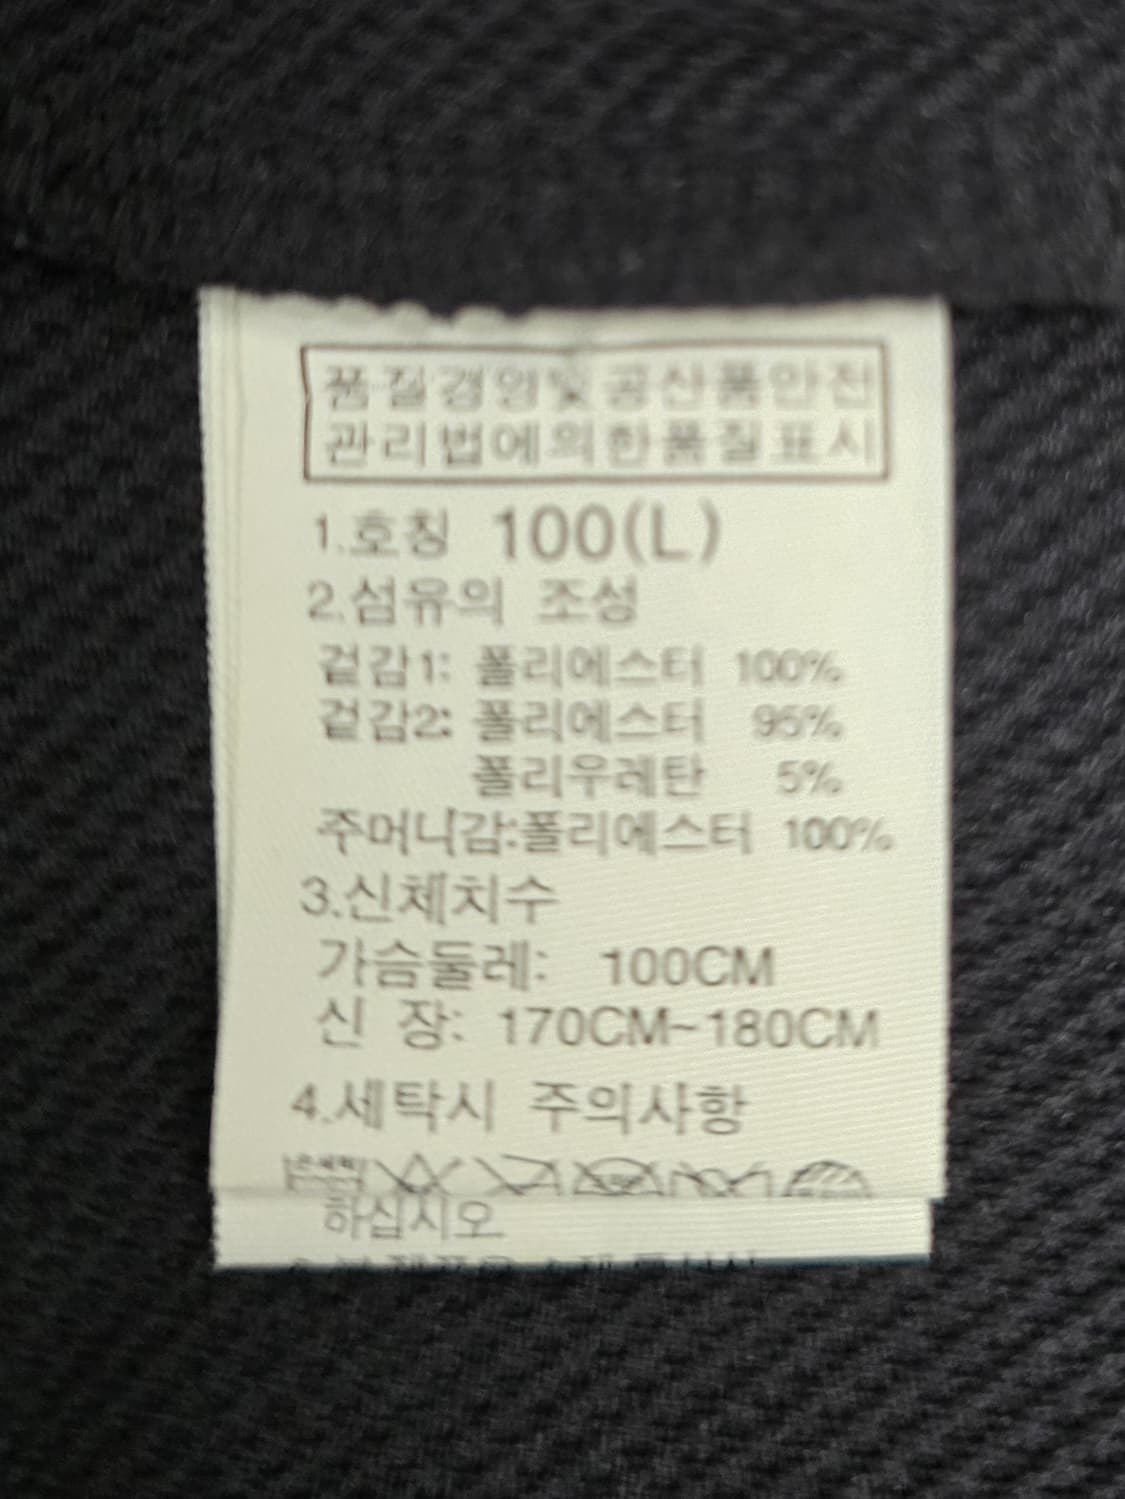 품질경영및공산품안전
관리법에의한품질표시
1.호칭 100(L)
2.섬유의 조성
겉감1: 폴리에스터 100%
겉감2: 폴리에스터 95%
폴리우레탄 5%
주머니감:폴리에스터 100%
3.신체치수
가슴둘레: 100CM
신 장: 170CM~180CM
4.세탁시 주의사항
하십시오